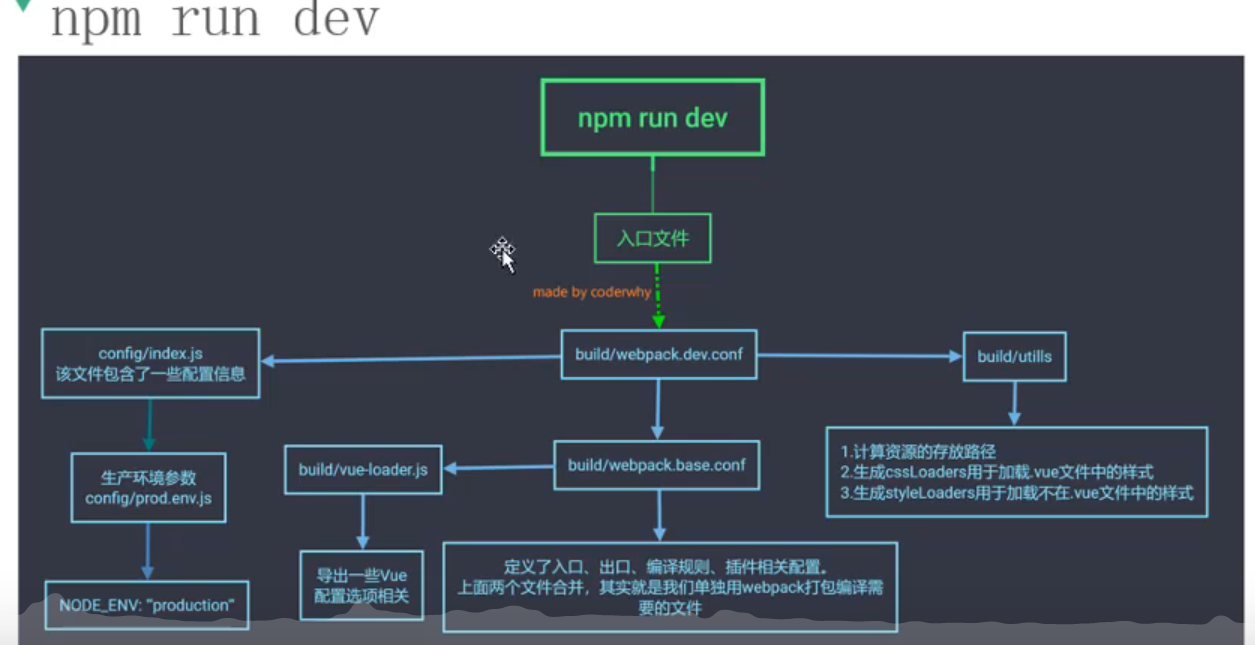 npm run dev
npm run dev
入口文件
made by coderwhy
config/index.js
该文件包含了一些配置信息
build/webpack.dev.conf
build/utills
生产环境参数
config/prod.env.js
build/vue-loader.js
build/webpack.base.conf
1.计算资源的存放路径
2.生成cssLoaders用于加载.vue文件中的样式
3.生成styleLoaders用于加载不在.vue文件中的样式
NODE_ENV: "production"
导出一些Vue
配置选项相关
定义了入口、出口、编译规则、插件相关配置。
上面两个文件合并，其实就是我们单独用webpack打包编译需
要的文件